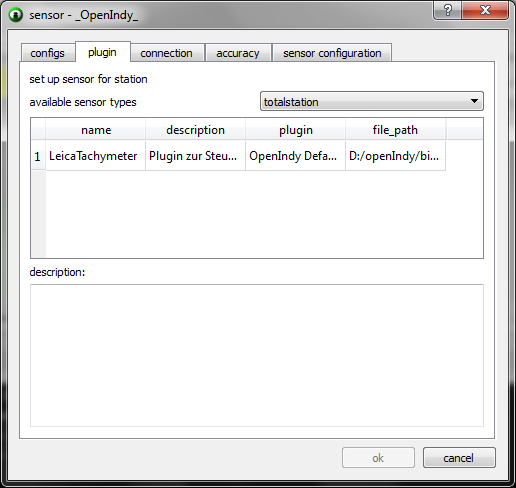 sensor - _OpenIndy_
configs plugin connection accuracy sensor configuration
set up sensor for station
available sensor types totalstation
name description plugin file_path
1 LeicaTachymeter Plugin zur Steu... OpenIndy Defa... D:/openIndy/bi...
description:
ok cancel